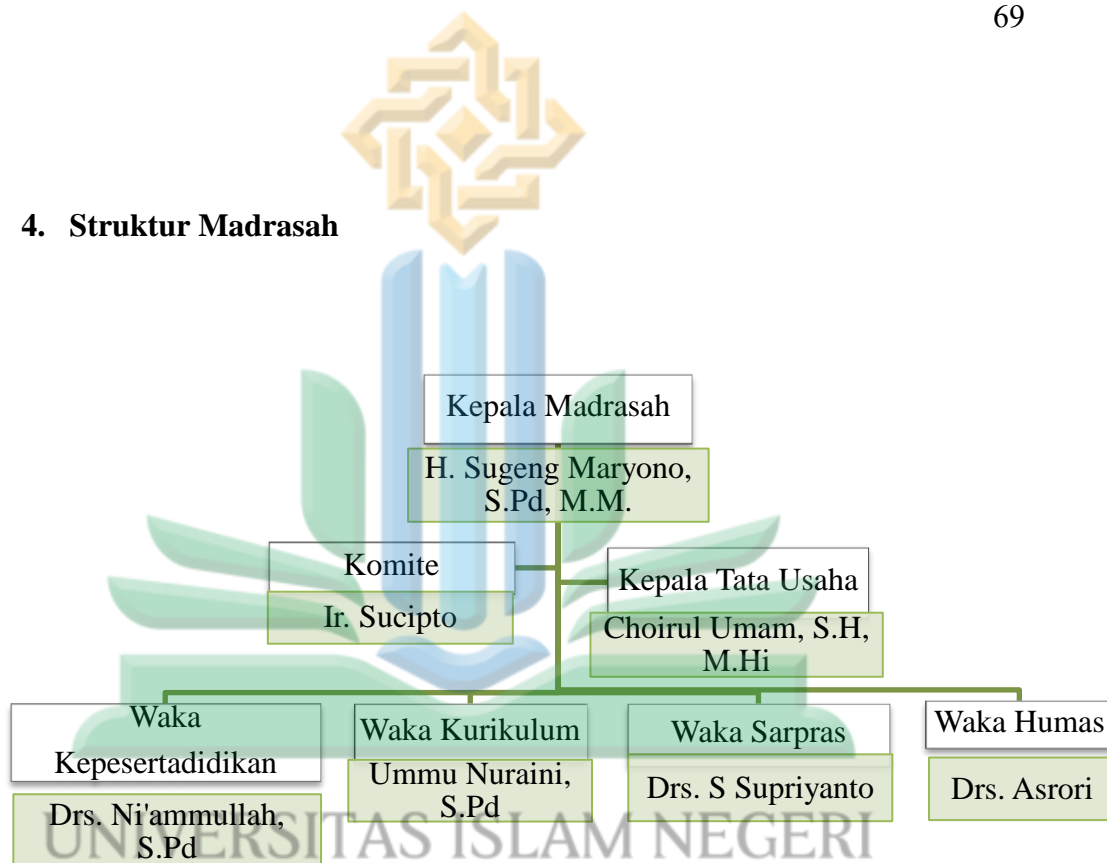 69
4. Struktur Madrasah
Kepala Madrasah
H. Sugeng Maryono,
S.Pd, M.M.
Komite
Ir. Sucipto
Kepala Tata Usaha
Choirul Umam, S.H,
M.Hi
Waka
Kepesertadidikan
Drs. Ni'ammullah,
S.Pd
Waka Kurikulum
Ummu Nuraini,
S.Pd
Waka Sarpras
Drs. S Supriyanto
Waka Humas
Drs. Asrori
UNIVERSITAS ISLAM NEGERI